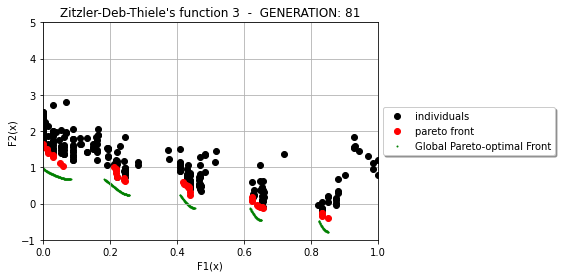 Zitzler-Deb-Thiele's function 3 - GENERATION: 81
5
4
3
2
1
0
−1
F2(x)
0.0 0.2 0.4 0.6 0.8 1.0
F1(x)
individuals
pareto front
Global Pareto-optimal Front